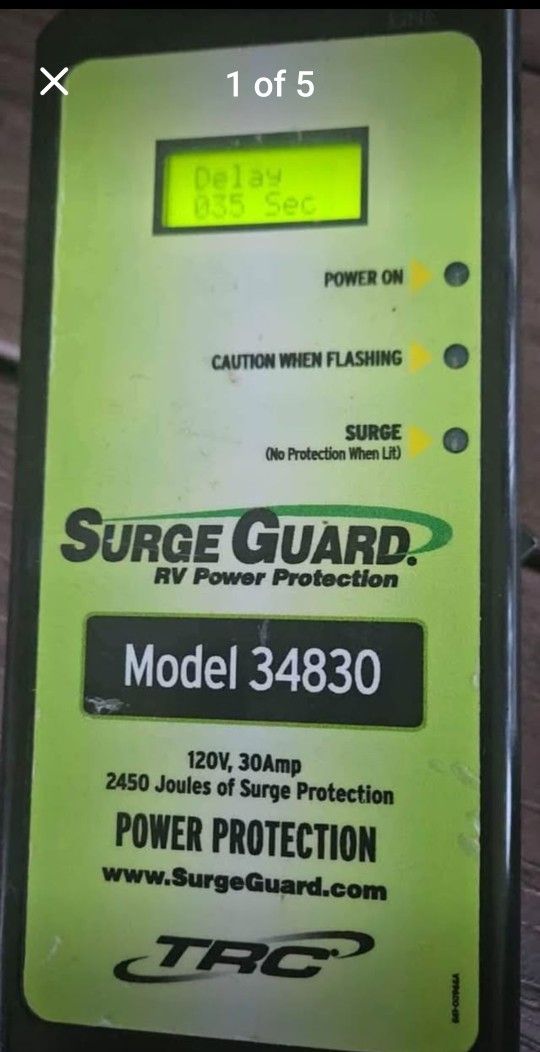 1 of 5
Delay
035 Sec
POWER ON
CAUTION WHEN FLASHING
SURGE
(No Protection When Lit)
SURGE GUARD.
RV Power Protection
Model 34830
120V, 30Amp
2450 Joules of Surge Protection
POWER PROTECTION
www.SurgeGuard.com
TRC